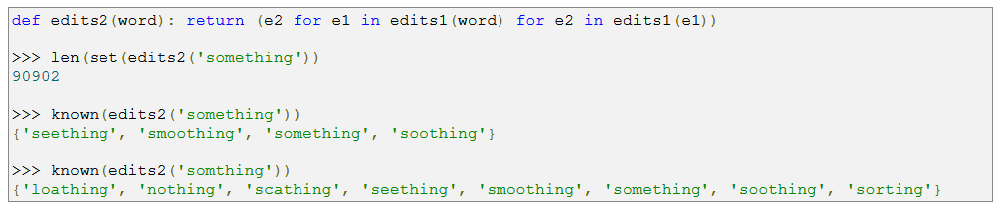 def edits2(word): return (e2 for e1 in edits1(word) for e2 in edits1(e1))
>>> len(set(edits2('something'))
90902
>>> known(edits2('something'))
{'seething', 'smoothing', 'something', 'soothing'}
>>> known(edits2('somthing'))
{'loathing', 'nothing', 'scathing', 'seething', 'smoothing', 'something', 'soothing', 'sorting'}